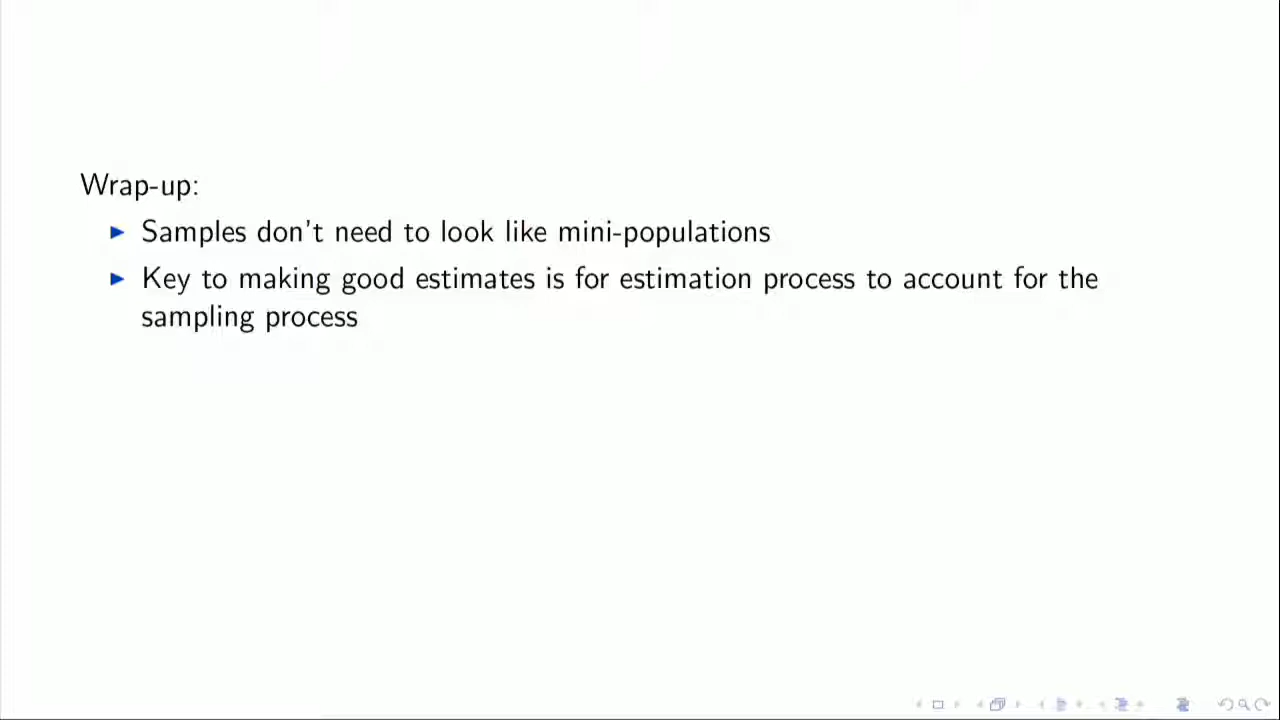 Wrap-up:
Samples don't need to look like mini-populations
Key to making good estimates is for estimation process to account for the
sampling process